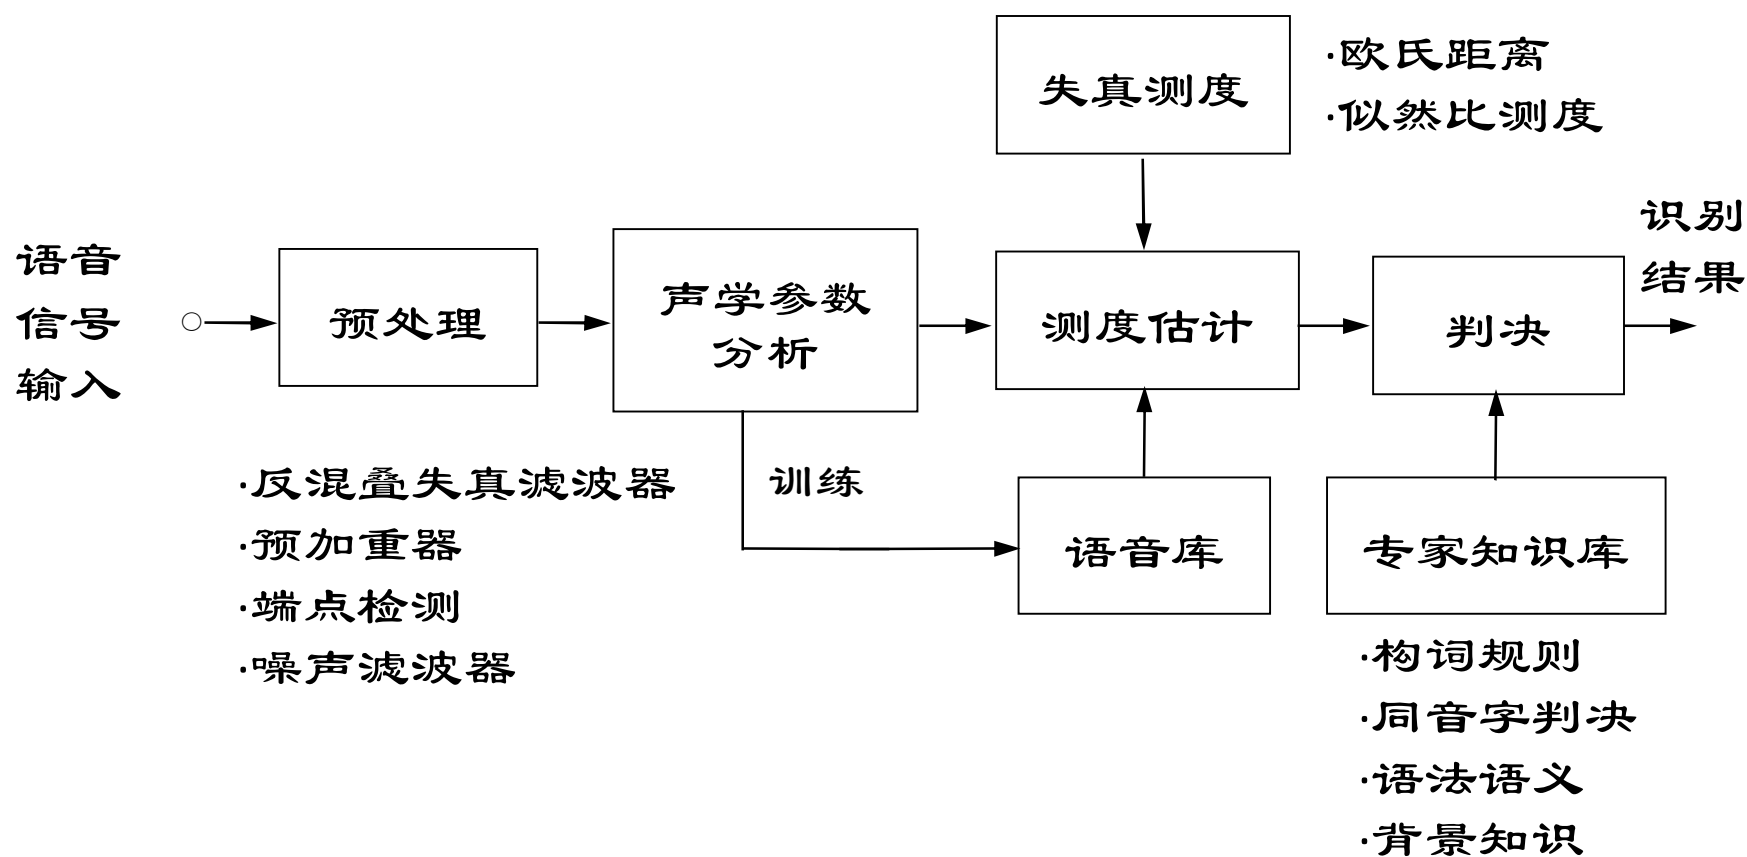 失真测度
·欧氏距离
·似然比测度
语音
信号
输入
预处理
声学参数
分析
测度估计
判决
识别
结果
·反混叠失真滤波器
·预加重器
·端点检测
·噪声滤波器
训练
语音库
专家知识库
·构词规则
·同音字判决
·语法语义
·背景知识